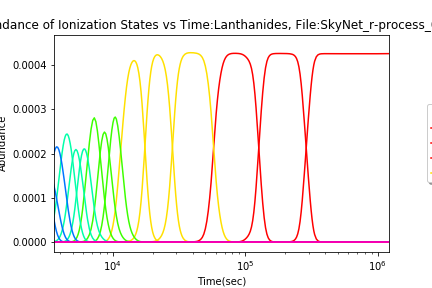 of Ionization States vs Time:Lanthanides, File:SkyNet_r-process_
0.0004
0.0003
0.0002
0.0001
0.0000
Abundance
10⁴ 10⁵ 10⁶
Time(sec)